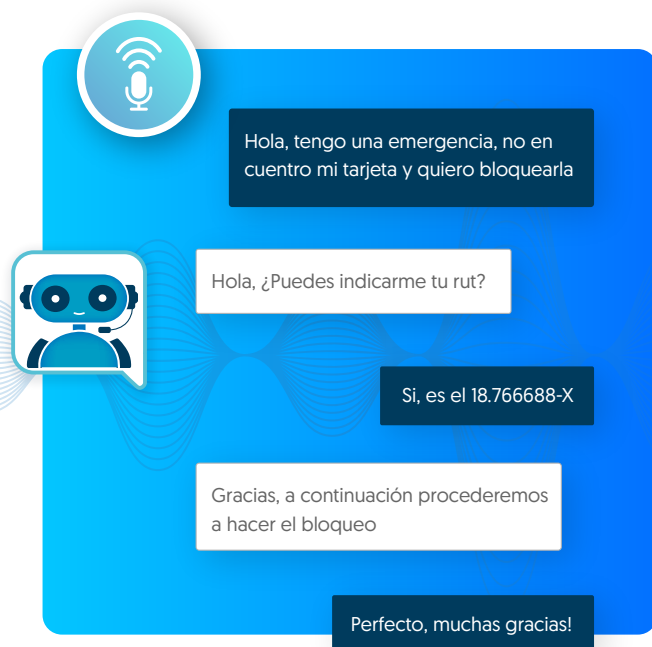 Hola, tengo una emergencia, no en
cuentro mi tarjeta y quiero bloquearla
Hola, ¿Puedes indicarme tu rut?
Si, es el 18.766688-X
Gracias, a continuación procederemos
a hacer el bloqueo
Perfecto, muchas gracias!